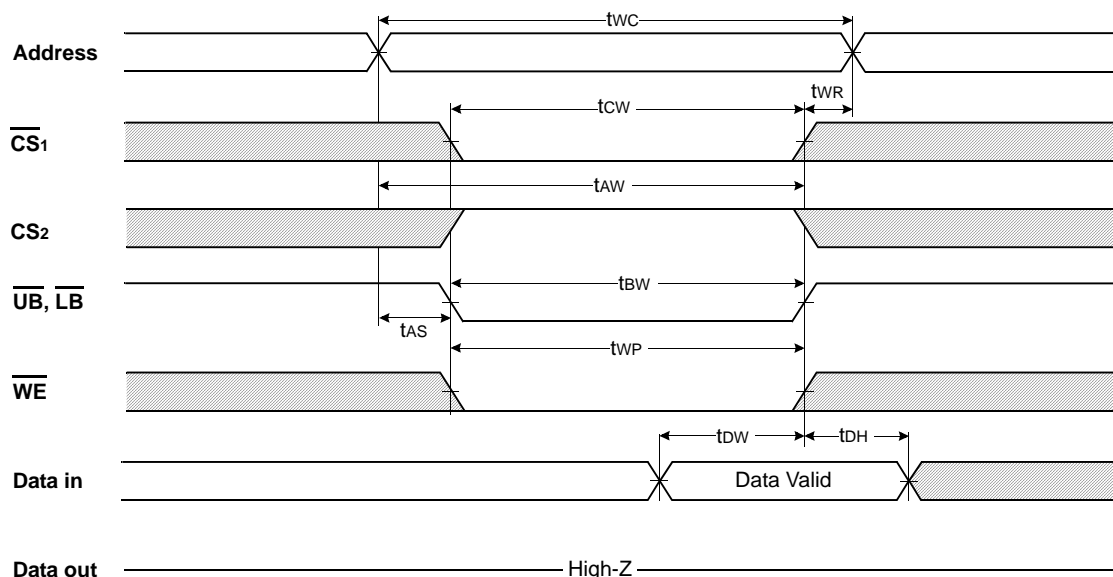 tWC
Address
tCW
tWR
CS1
tAW
CS2
tBW
UB, LB
tAS
tWP
WE
tDW
tDH
Data in
Data Valid
Data out
High-Z